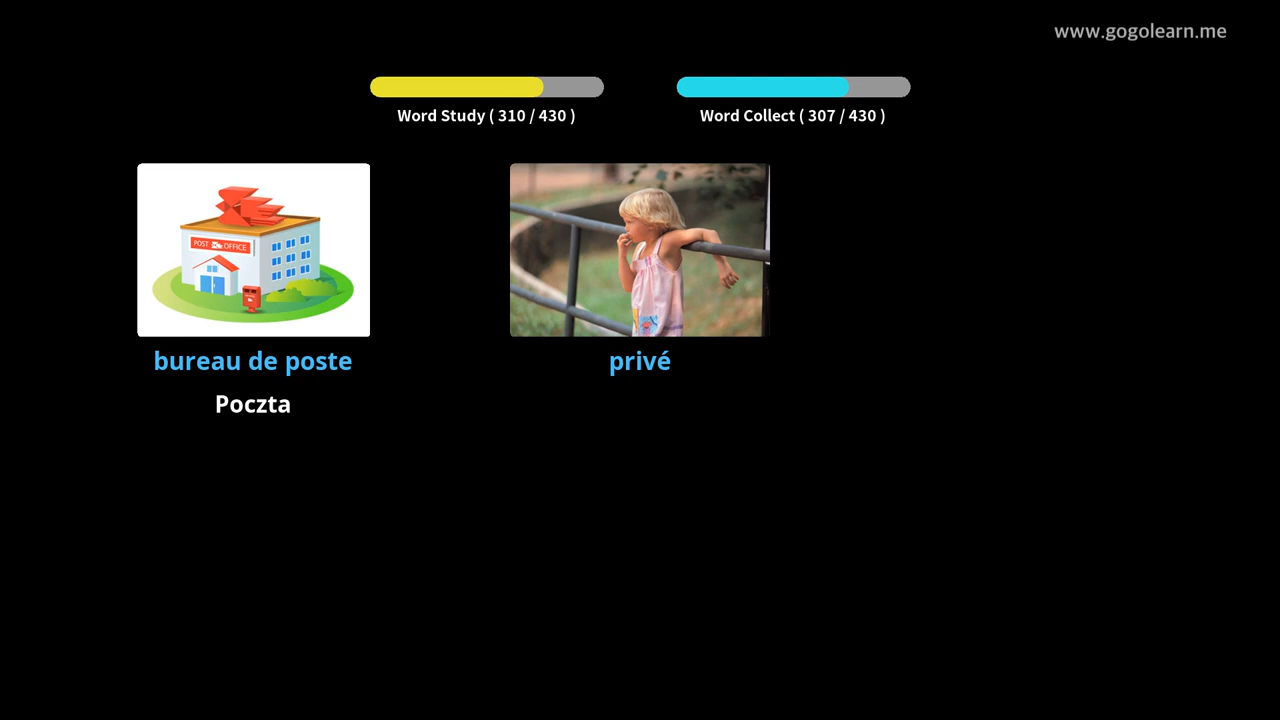 www.gogolearn.me
Word Study ( 310 / 430 )
Word Collect ( 307 / 430 )
POST OFFICE
bureau de poste
privé
Poczta